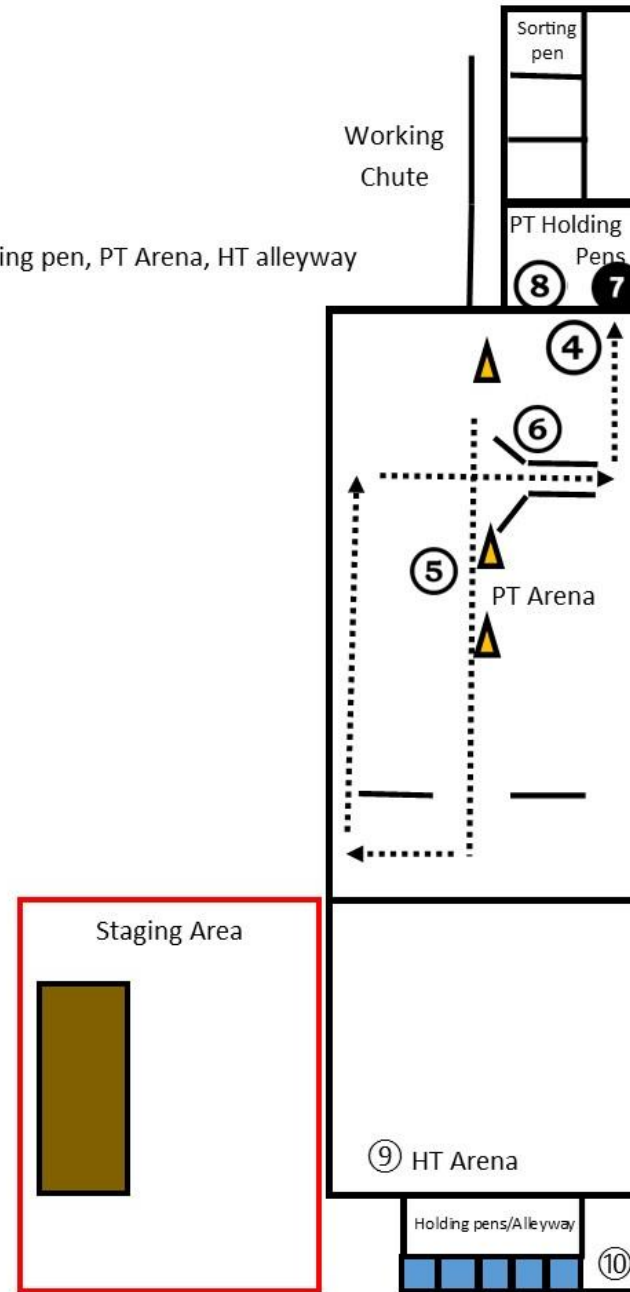 Sorting
pen
Working
Chute
PT Holding
Pens
ing pen, PT Arena, HT alleyway
8
7
4
6
5
PT Arena
Staging Area
9 HT Arena
Holding pens/Alleyway
10